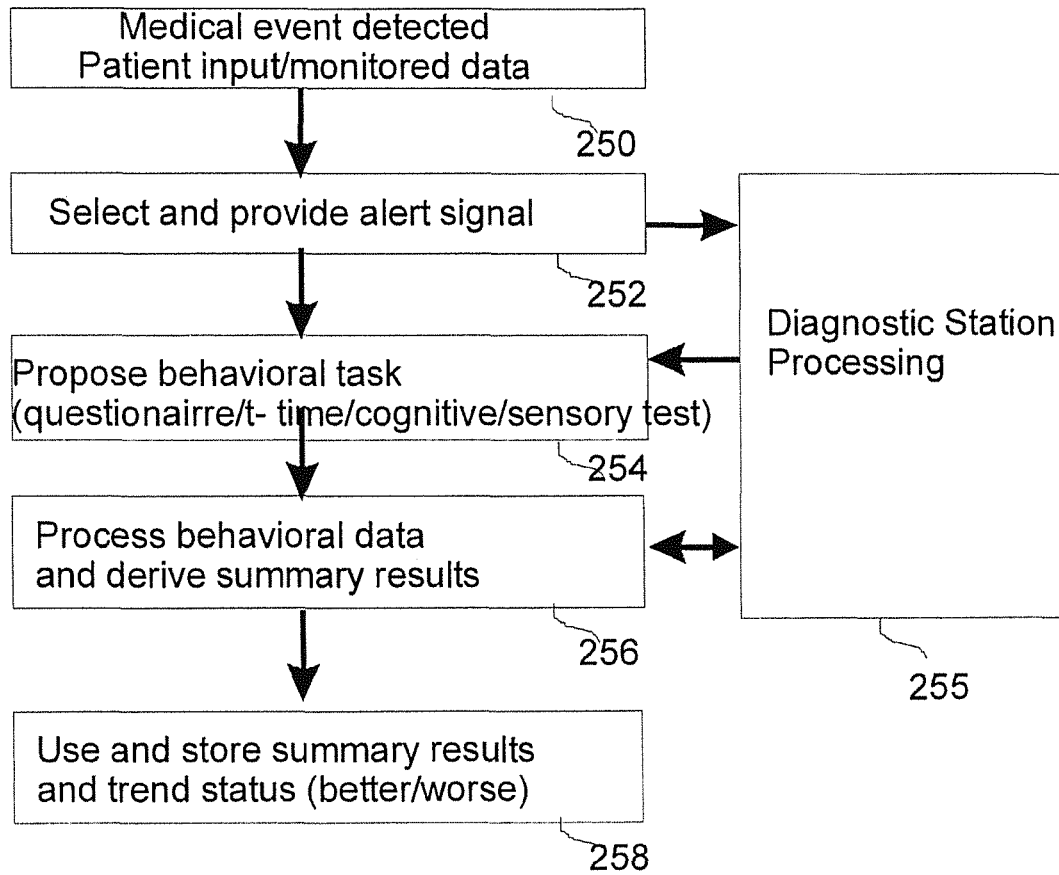 Medical event detected
Patient input/monitored data
250
Select and provide alert signal
252
Diagnostic Station
Processing
Propose behavioral task
(questionairre/t- time/cognitive/sensory test)
254
Process behavioral data
and derive summary results
256
255
Use and store summary results
and trend status (better/worse)
258